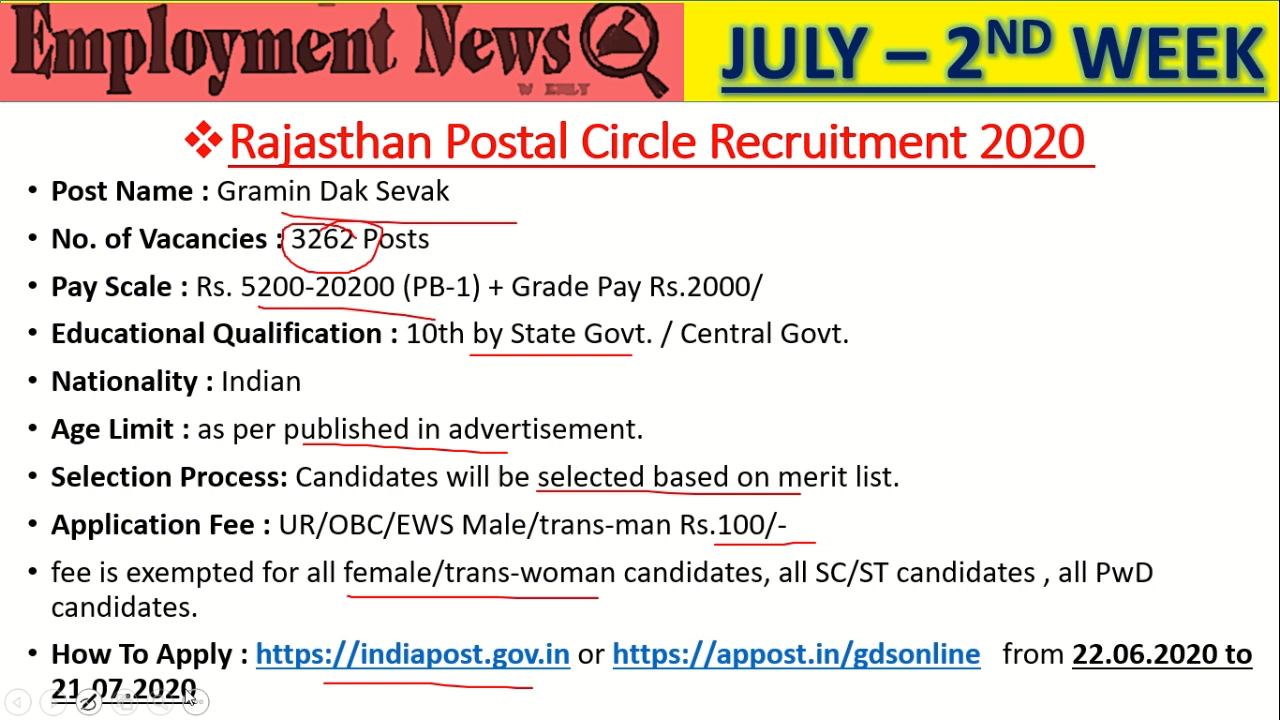 Employment News
WEEKLY
JULY – 2ND WEEK
❖Rajasthan Postal Circle Recruitment 2020
• Post Name : Gramin Dak Sevak
• No. of Vacancies : 3262 Posts
• Pay Scale : Rs. 5200-20200 (PB-1) + Grade Pay Rs.2000/
• Educational Qualification : 10th by State Govt. / Central Govt.
• Nationality : Indian
• Age Limit : as per published in advertisement.
• Selection Process: Candidates will be selected based on merit list.
• Application Fee : UR/OBC/EWS Male/trans-man Rs.100/-
• fee is exempted for all female/trans-woman candidates, all SC/ST candidates , all PwD
candidates.
• How To Apply : https://indiapost.gov.in or https://appost.in/gdsonline from 22.06.2020 to
21.07.2020